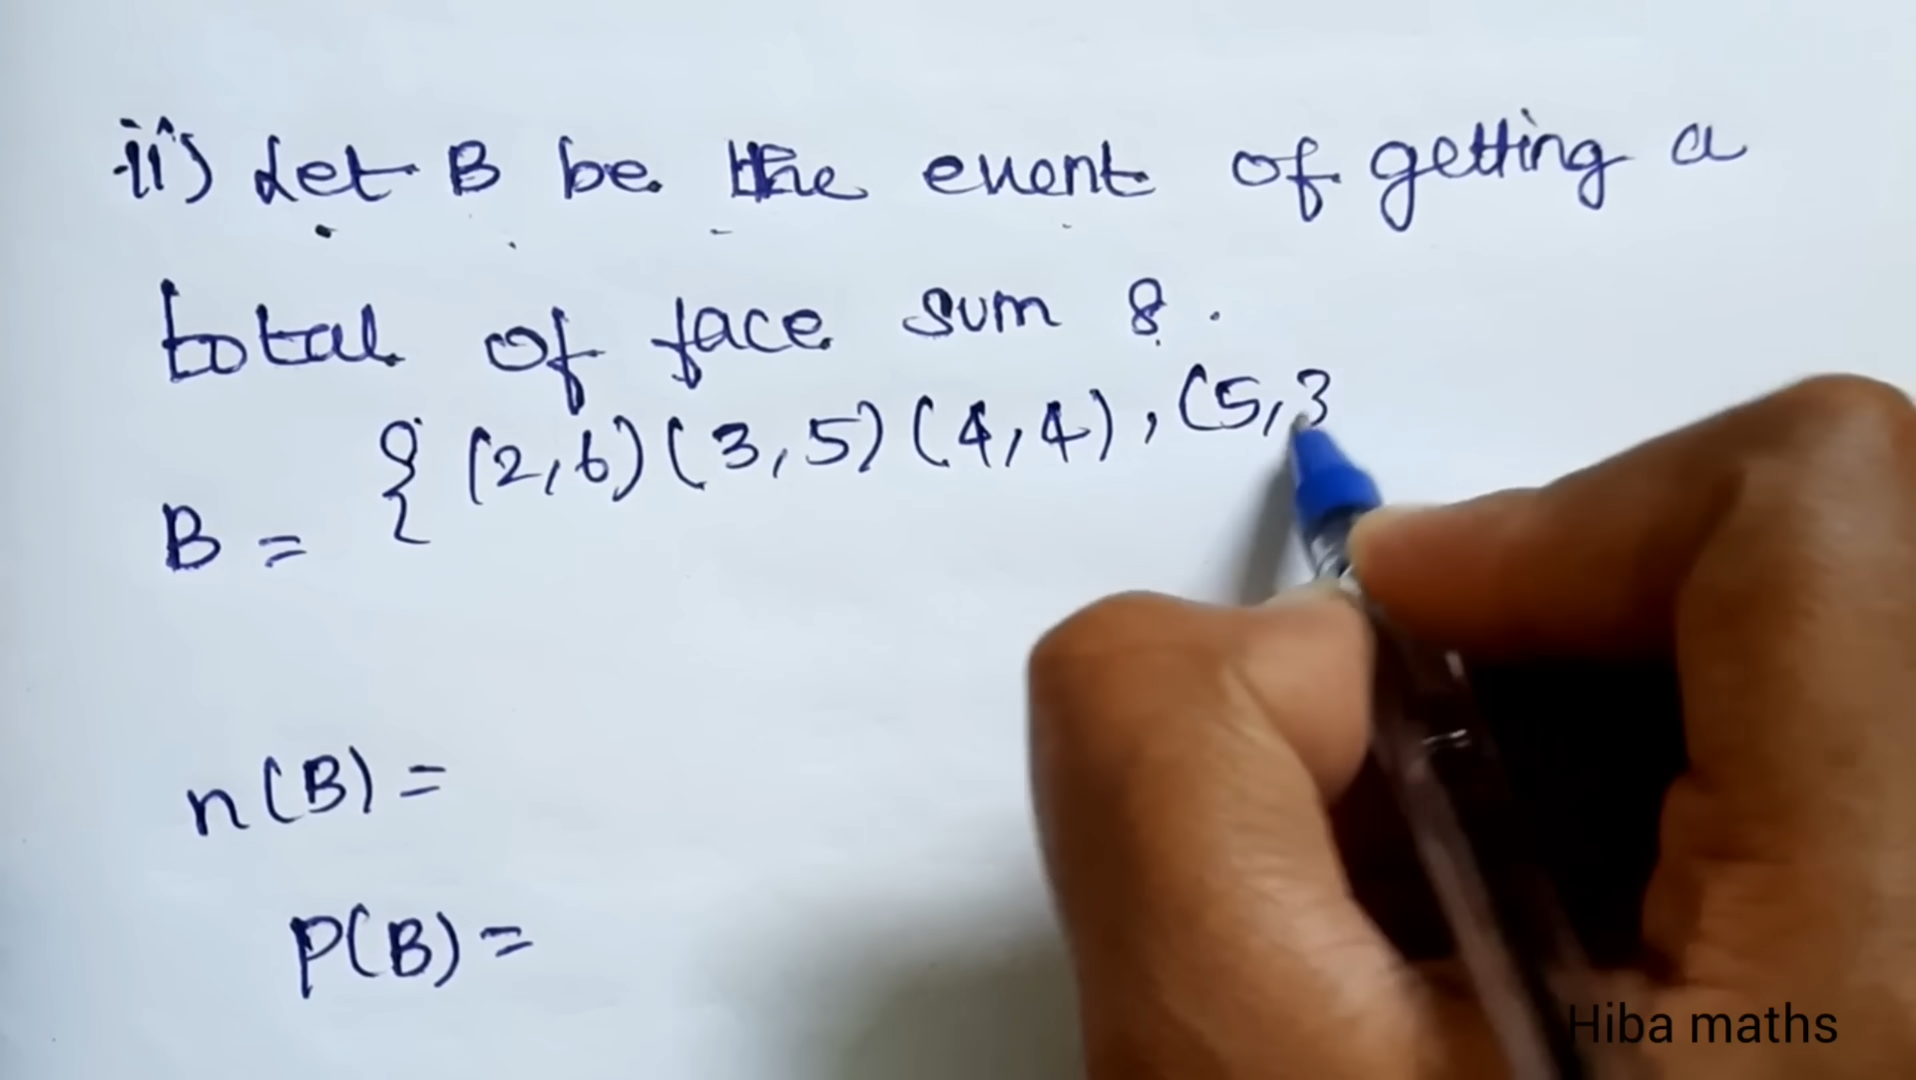 ii) Let B be the event of getting a
total of face sum 8.
B = { (2,6) (3,5) (4,4), (5,3
n(B) =
P(B) =
Hiba maths